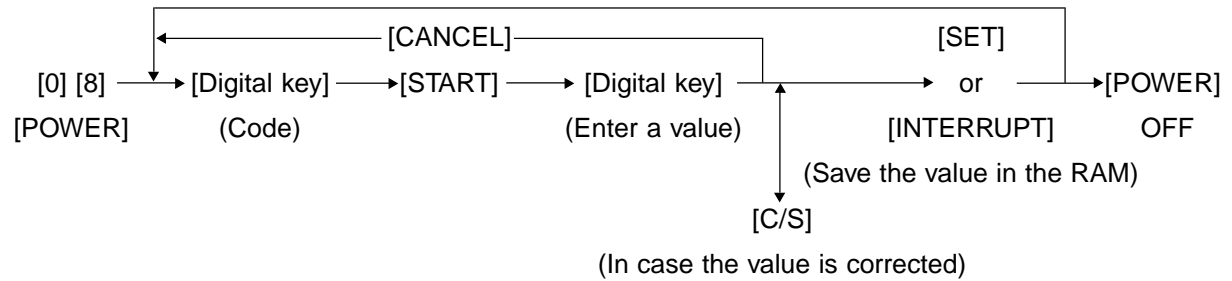 [CANCEL] [SET]
[0] [8] [Digital key] [START] [Digital key] or [POWER]
[POWER] (Code) (Enter a value) [INTERRUPT] OFF
(Save the value in the RAM)
[C/S]
(In case the value is corrected)